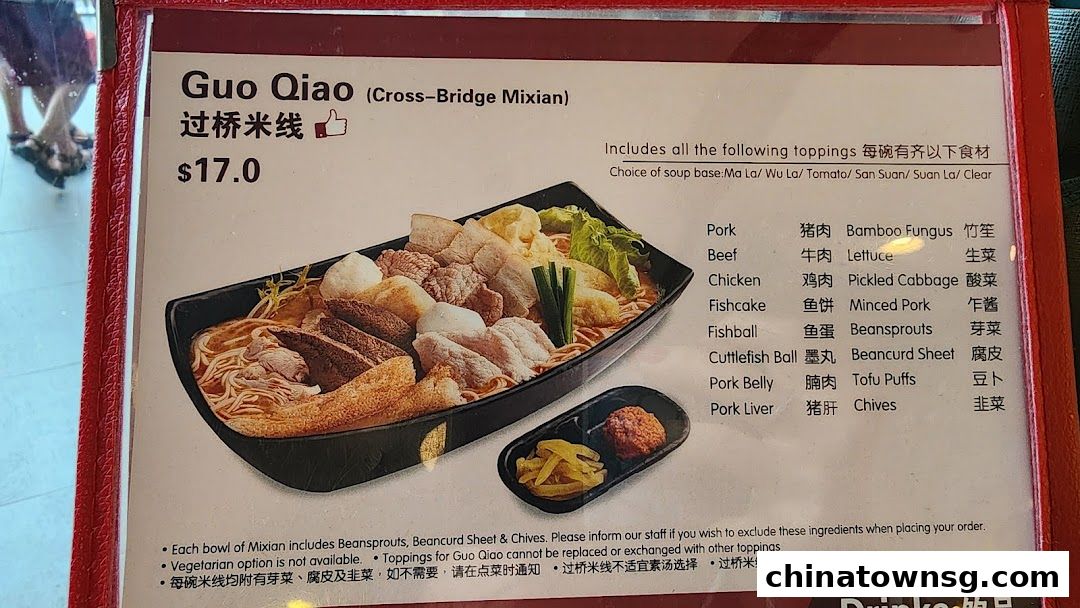 Guo Qiao (Cross-Bridge Mixian)
过桥米线
$17.0
Includes all the following toppings 每碗有齐以下食材
Choice of soup base:Ma La/ Wu La/ Tomato/ San Suan/ Suan La/ Clear
Pork 猪肉 Bamboo Fungus 竹笙
Beef 牛肉 Lettuce 生菜
Chicken 鸡肉 Pickled Cabbage 酸菜
Fishcake 鱼饼 Minced Pork 乍酱
Fishball 鱼蛋 Beansprouts 芽菜
Cuttlefish Ball 墨丸 Beancurd Sheet 腐皮
Pork Belly 腩肉 Tofu Puffs 豆卜
Pork Liver 猪肝 Chives 韭菜
• Each bowl of Mixian includes Beansprouts, Beancurd Sheet & Chives. Please inform our staff if you wish to exclude these ingredients when placing your order.
• Vegetarian option is not available. • Toppings for Guo Qiao cannot be replaced or exchanged with other toppings
• 每碗米线均附有芽菜、腐皮及韭菜，如不需要，请在点菜时通知 • 过桥米线不适宜素汤选择 • 过桥米
chinatownsg.com